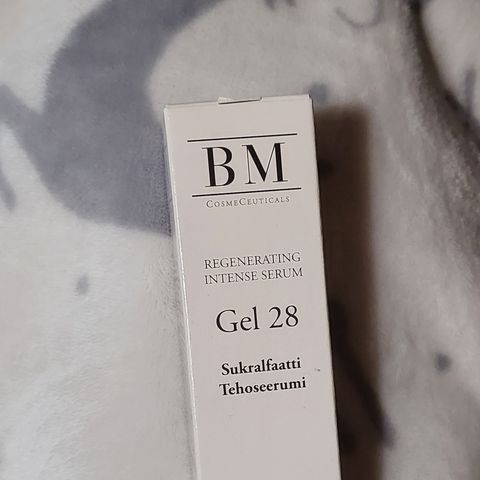 BM
COSMECEUTICALS
REGENERATING
INTENSE SERUM
Gel 28
Sukralfaatti
Tehoseerumi